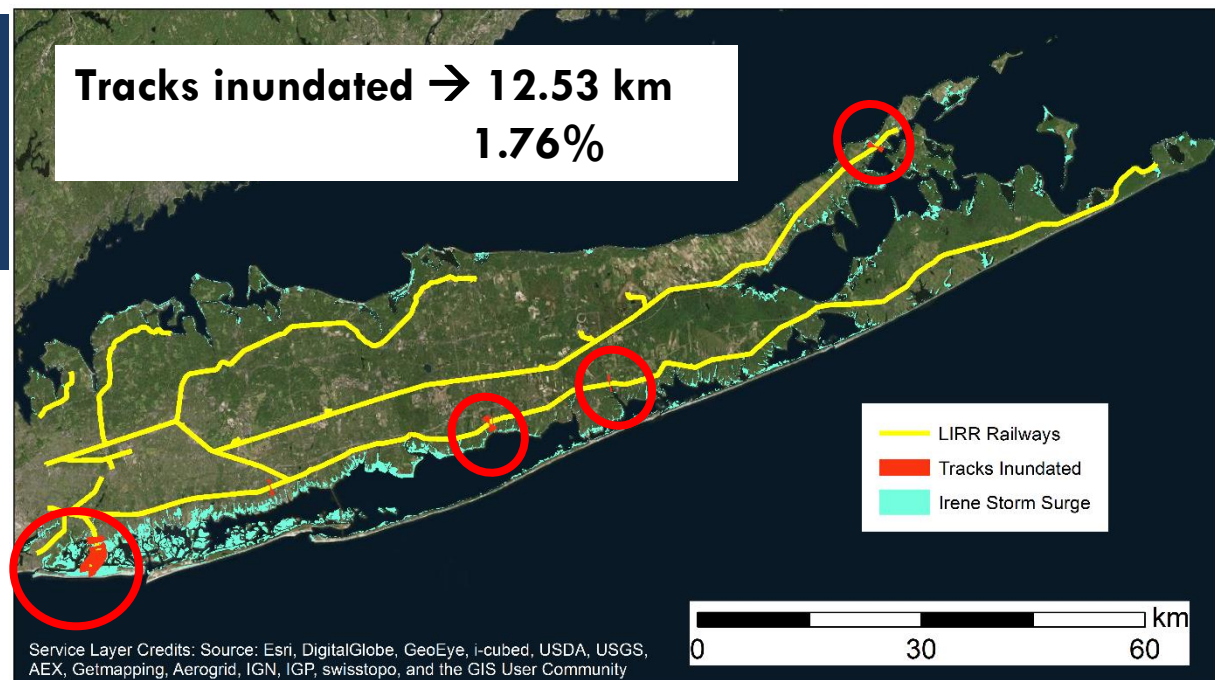 Tracks inundated → 12.53 km
1.76%
LIRR Railways
Tracks Inundated
Irene Storm Surge
km
0 30 60
Service Layer Credits: Source: Esri, DigitalGlobe, GeoEye, i-cubed, USDA, USGS,
AEX, Getmapping, Aerogrid, IGN, IGP, swisstopo, and the GIS User Community